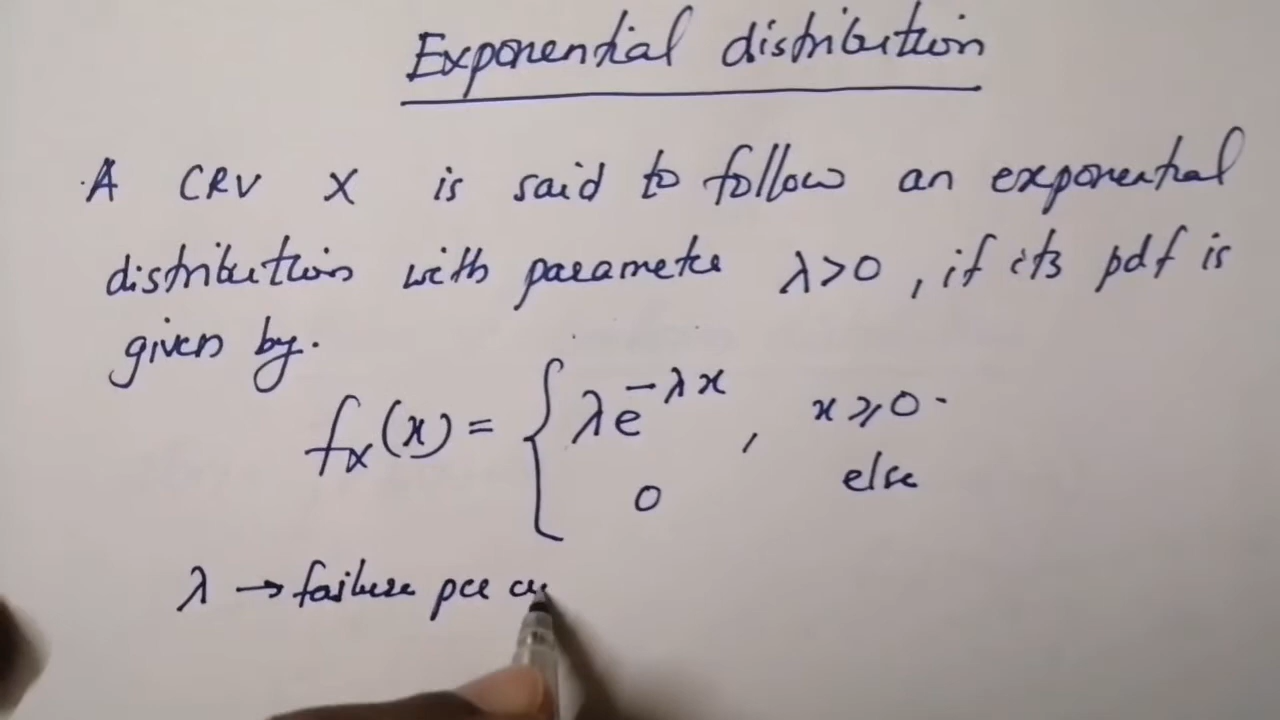 Exponential distribution
A CRV X is said to follow an exponential
distribution with parameter λ>0, if its pdf is
given by.
fx(x) = { λe^-λx , x≥0.
0 else
λ → failure per